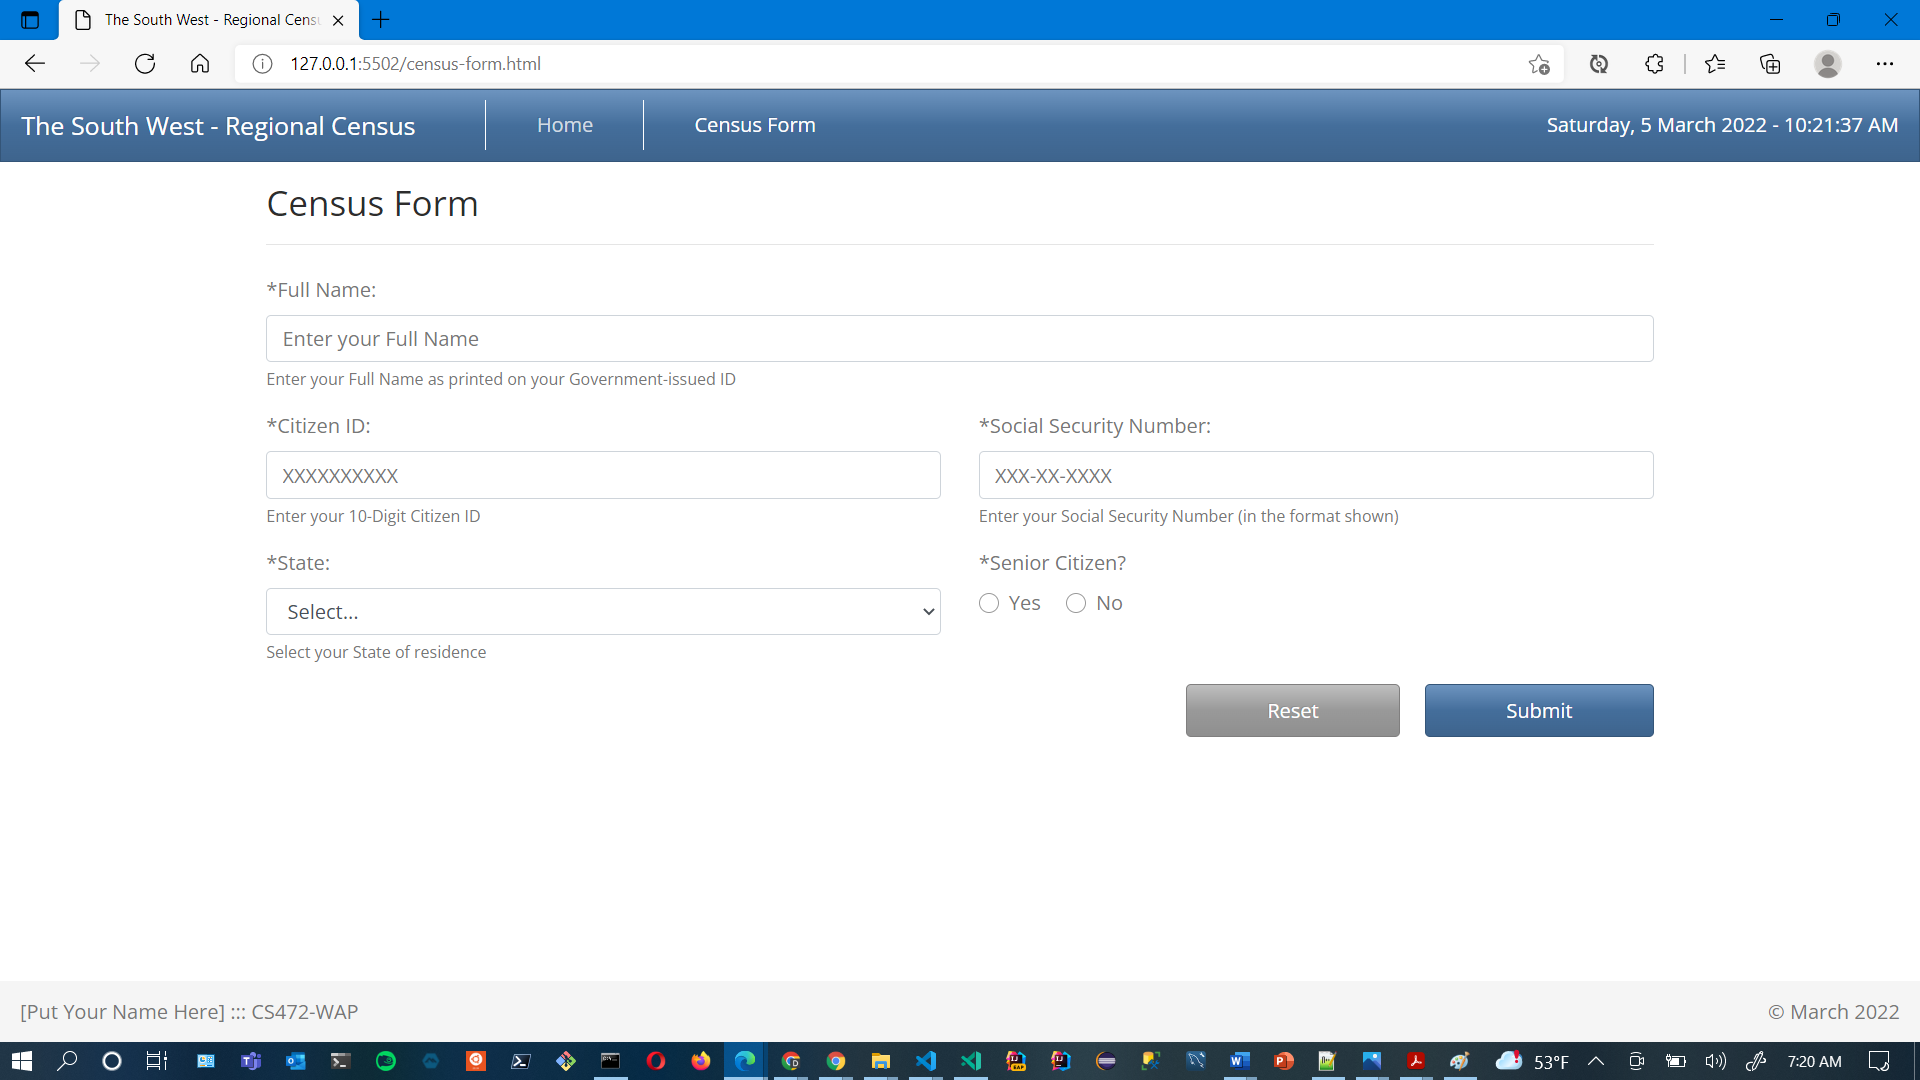 The South West - Regional Censu
127.0.0.1:5502/census-form.html
The South West - Regional Census
Home
Census Form
Saturday, 5 March 2022 - 10:21:37 AM
Census Form
*Full Name:
Enter your Full Name
Enter your Full Name as printed on your Government-issued ID
*Citizen ID:
*Social Security Number:
XXXXXXXXXX
XXX-XX-XXXX
Enter your 10-Digit Citizen ID
Enter your Social Security Number (in the format shown)
*State:
*Senior Citizen?
Select...
Yes
No
Select your State of residence
Reset
Submit
[Put Your Name Here] ::: CS472-WAP
© March 2022
53°F
7:20 AM